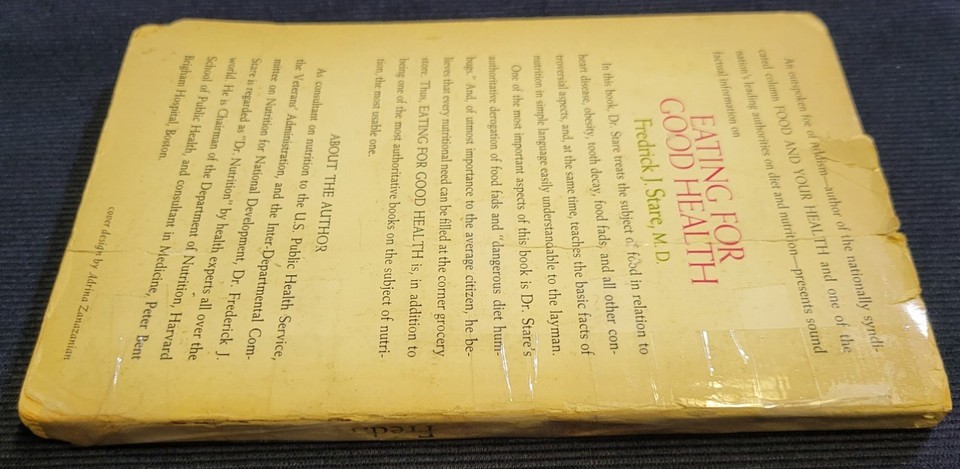 An outspoken foe of faddism—author of the nationally syndi-
cated column FOOD AND YOUR HEALTH and one of the
nation's leading authorities on diet and nutrition—presents sound
factual information on
EATING FOR
GOOD HEALTH
Fredrick J. Stare, M.D.
In this book, Dr. Stare treats the subject of food in relation to
heart disease, obesity, tooth decay, food fads, and all other con-
troversial aspects, and, at the same time, teaches the basic facts of
nutrition in simple language easily understandable to the layman.
One of the most important aspects of this book is Dr. Stare's
authoritative derogation of food fads and "dangerous diet hum-
bugs." And, of utmost importance to the average citizen, he be-
lieves that every nutritional need can be filled at the corner grocery
store. Thus, EATING FOR GOOD HEALTH is, in addition to
being one of the most authoritative books on the subject of nutri-
tion, the most usable one.
ABOUT THE AUTHOR
As consultant on nutrition to the U.S. Public Health Service,
the Veterans' Administration, and the Inter-Departmental Com-
mittee on Nutrition for National Development, Dr. Frederick J.
Stare is regarded as "Dr. Nutrition" by health experts all over the
world. He is Chairman of the Department of Nutrition, Harvard
School of Public Health, and consultant in Medicine, Peter Bent
Brigham Hospital, Boston.
cover design by Adrina Zanazanian